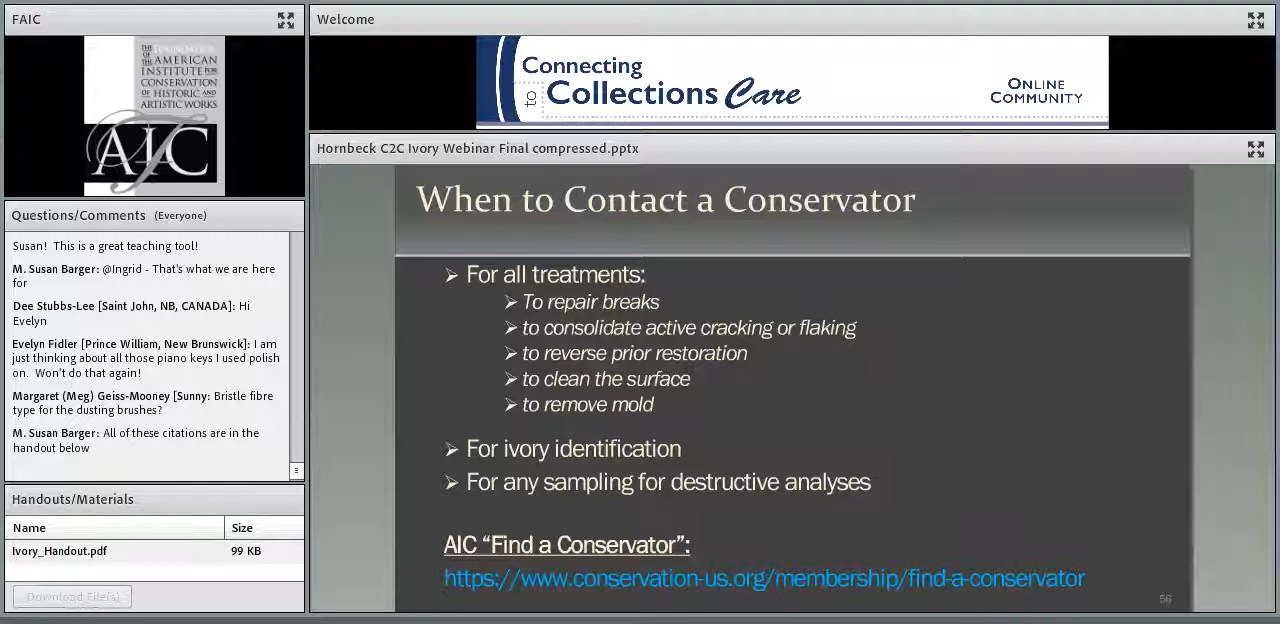 FAIC
THE FOUNDATION
OF THE AMERICAN
INSTITUTE FOR
CONSERVATION
OF HISTORIC AND
ARTISTIC WORKS
AIC
Welcome
Connecting
to Collections Care
ONLINE
COMMUNITY
Questions/Comments (Everyone)
Susan! This is a great teaching tool!
M. Susan Barger: @Ingrid - That's what we are here
for
Dee Stubbs-Lee [Saint John, NB, CANADA]: Hi
Evelyn
Evelyn Fidler [Prince William, New Brunswick]: I am
just thinking about all those piano keys I used polish
on. Won't do that again!
Margaret (Meg) Geiss-Mooney [Sunny: Bristle fibre
type for the dusting brushes?
M. Susan Barger: All of these citations are in the
handout below
Handouts/Materials
Name Size
Ivory_Handout.pdf 99 KB
Download File(s)
Hornbeck C2C Ivory Webinar Final compressed.pptx
When to Contact a Conservator
➢ For all treatments:
➢ To repair breaks
➢ to consolidate active cracking or flaking
➢ to reverse prior restoration
➢ to clean the surface
➢ to remove mold
➢ For ivory identification
➢ For any sampling for destructive analyses
AIC “Find a Conservator”:
https://www.conservation-us.org/membership/find-a-conservator
56